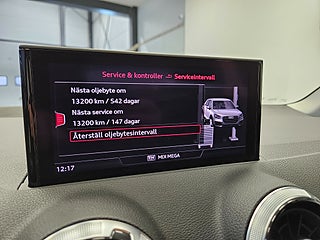 Service & kontroller Serviceintervall
Nästa oljebyte om
13200 km / 542 dagar
Nästa service om
13200 km / 147 dagar
Återställ oljebytesintervall
MIX MEGA
12:17